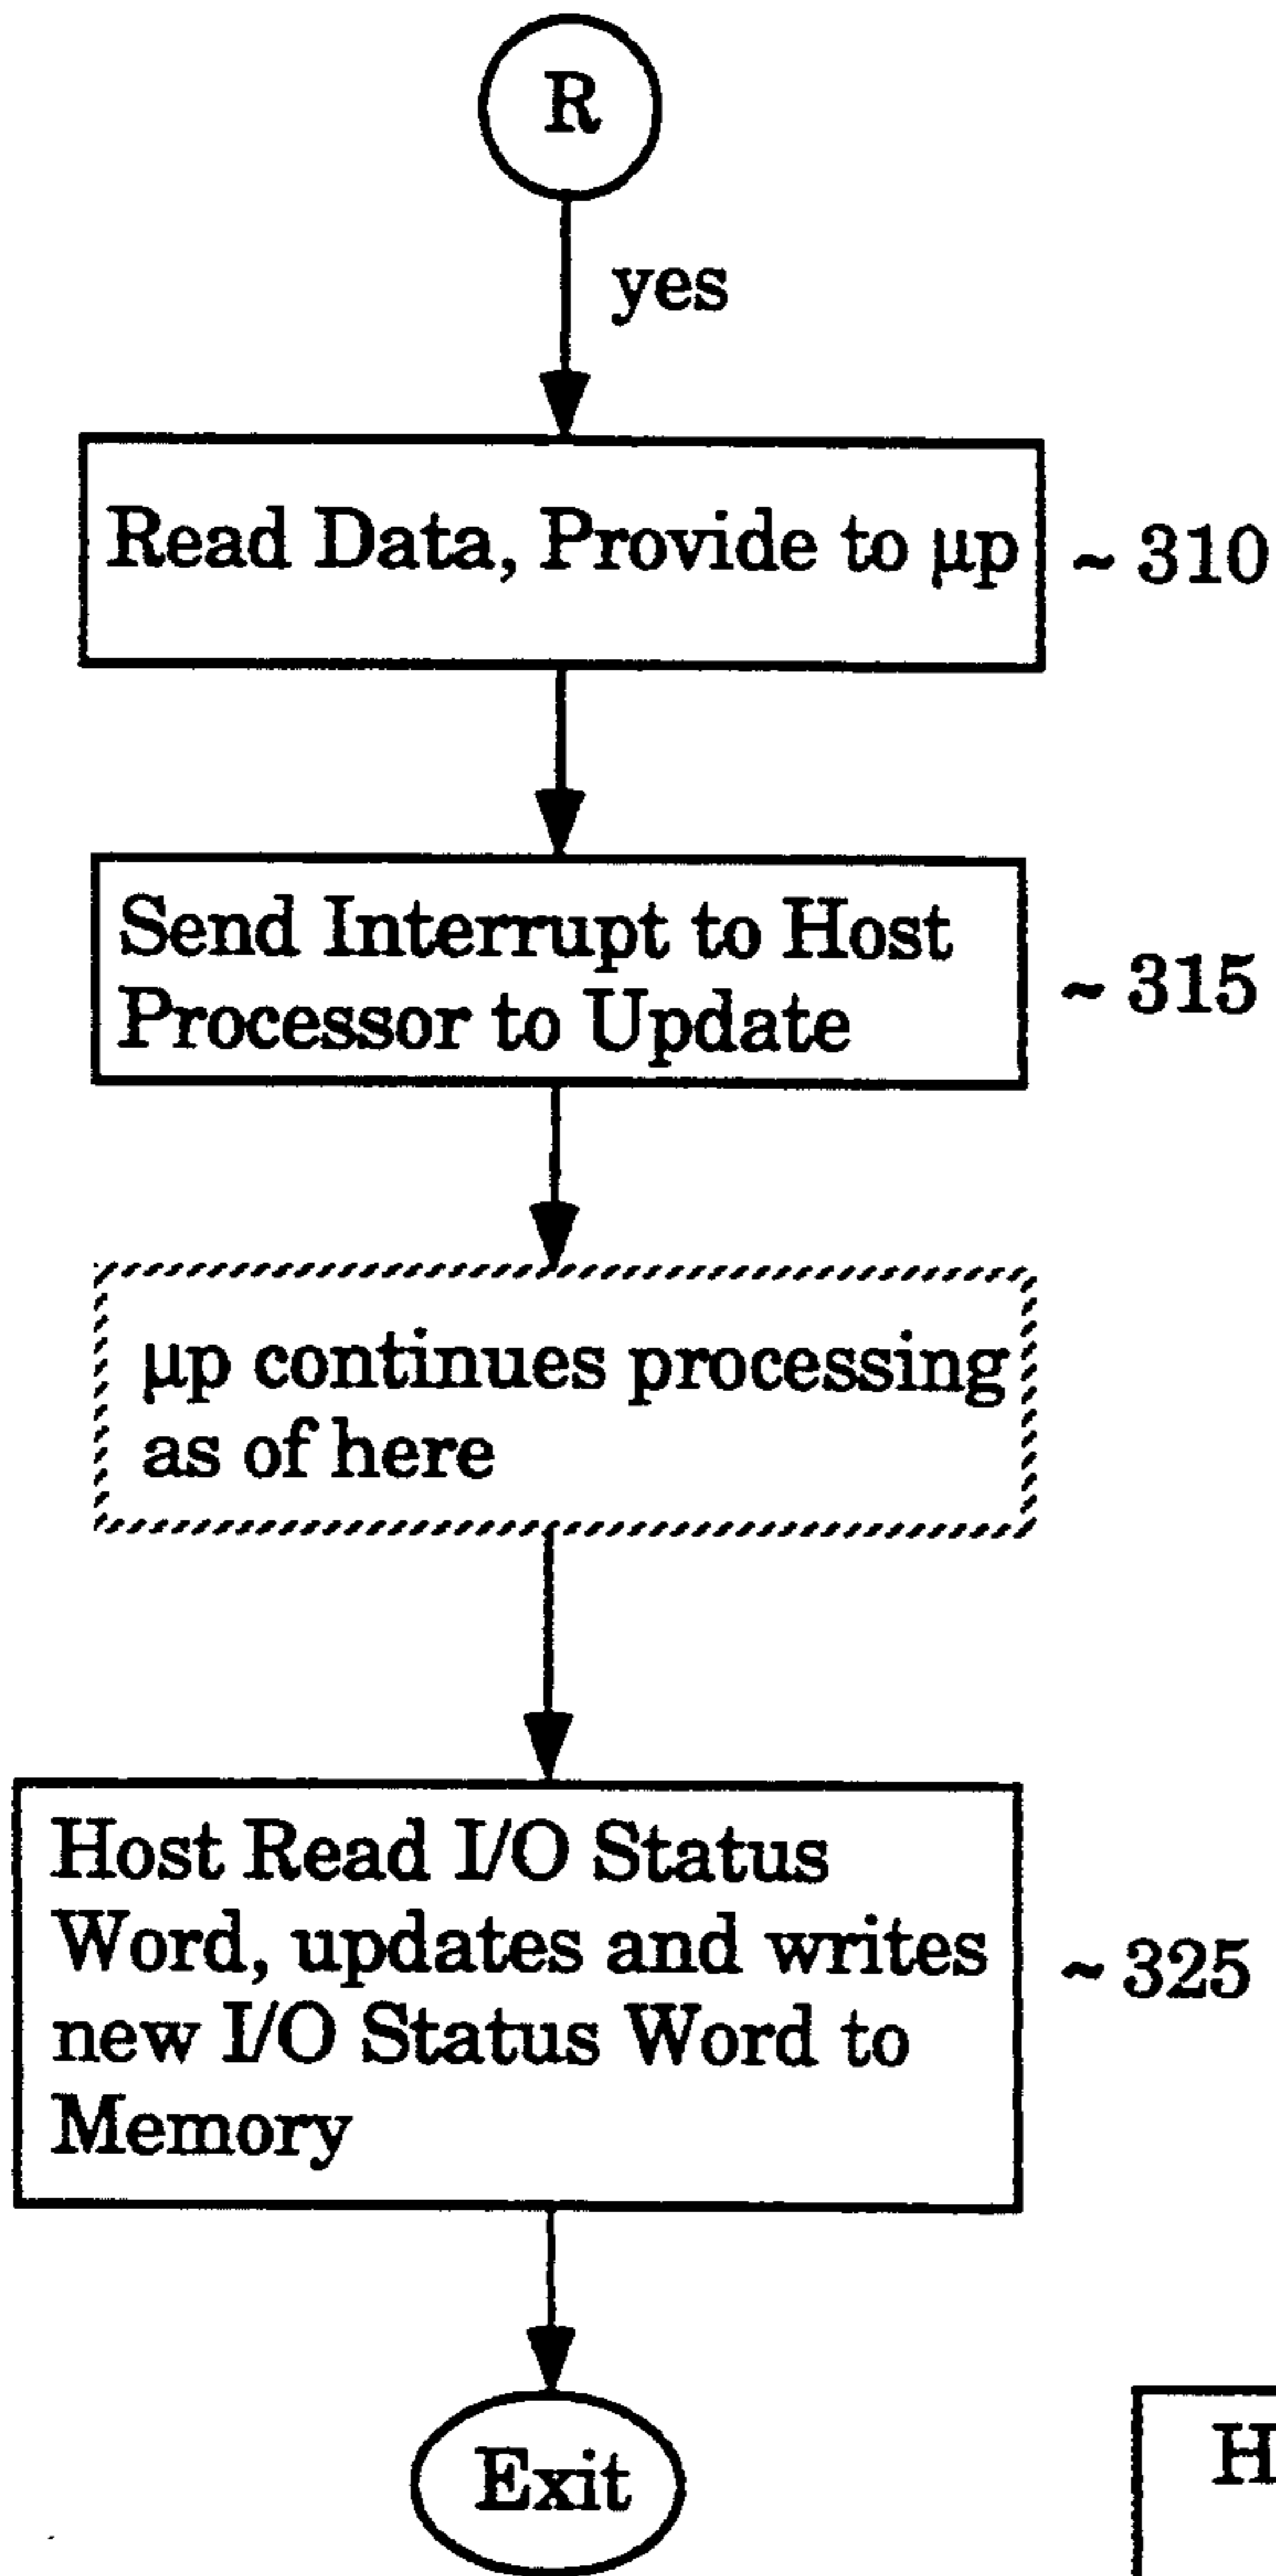 R
yes
Read Data, Provide to µp
~ 310
Send Interrupt to Host
Processor to Update
~ 315
µp continues processing
as of here
Host Read I/O Status
Word, updates and writes
new I/O Status Word to
Memory
~ 325
Exit
H